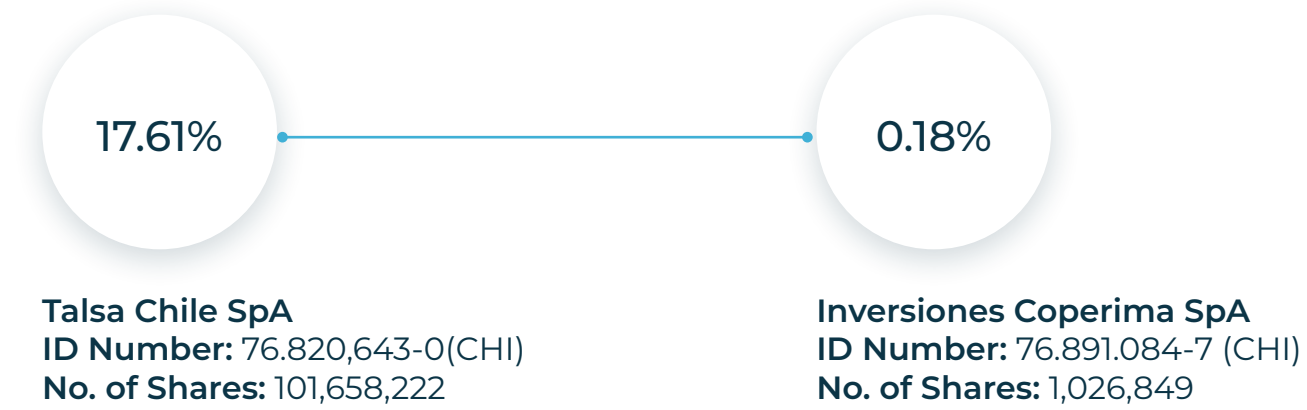 17.61%
0.18%
Talsa Chile SpA
ID Number: 76.820,643-0(CHI)
No. of Shares: 101,658,222
Inversiones Coperima SpA
ID Number: 76.891.084-7 (CHI)
No. of Shares: 1,026,849